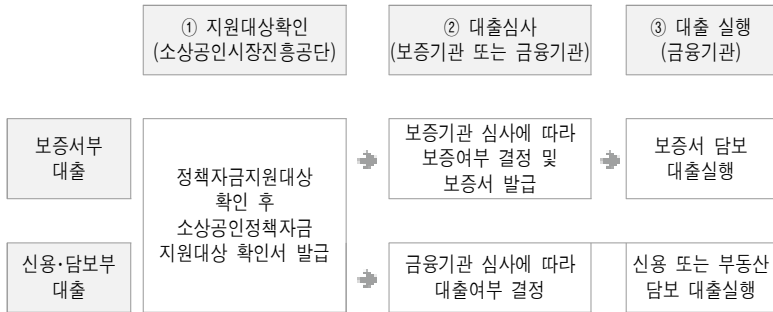 ① 지원대상확인
(소상공인시장진흥공단)
② 대출심사
(보증기관 또는 금융기관)
③ 대출 실행
(금융기관)
보증서부
대출
정책자금지원대상
확인 후
소상공인정책자금
지원대상 확인서 발급
보증기관 심사에 따라
보증여부 결정 및
보증서 발급
보증서 담보
대출실행
신용·담보부
대출
금융기관 심사에 따라
대출여부 결정
신용 또는 부동산
담보 대출실행